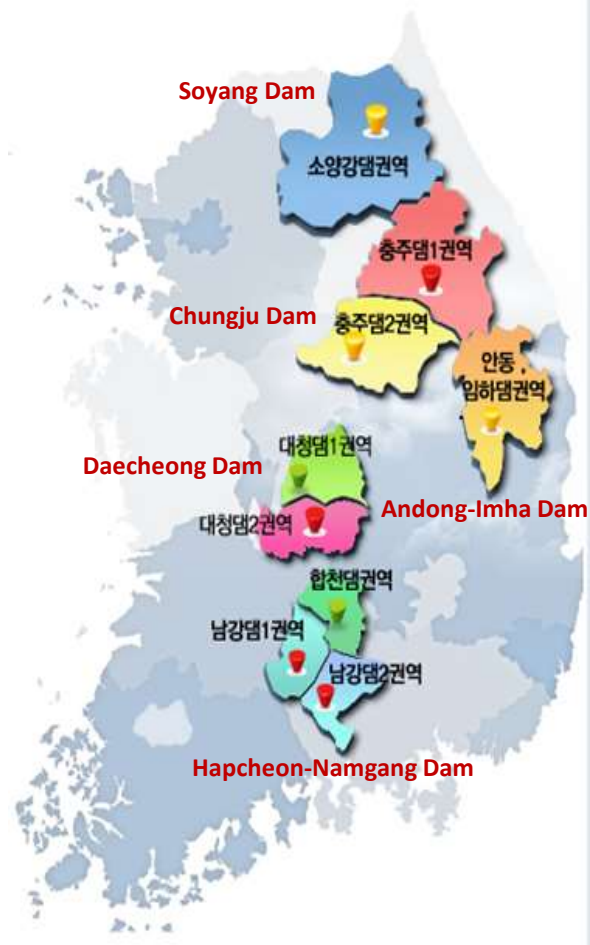 Soyang Dam
소양강댐권역
충주댐1권역
Chungju Dam
충주댐2권역
안동,
임하댐권역
대청댐1권역
Daecheong Dam
Andong-Imha Dam
대청댐2권역
합천댐권역
남강댐1권역
남강댐2권역
Hapcheon-Namgang Dam